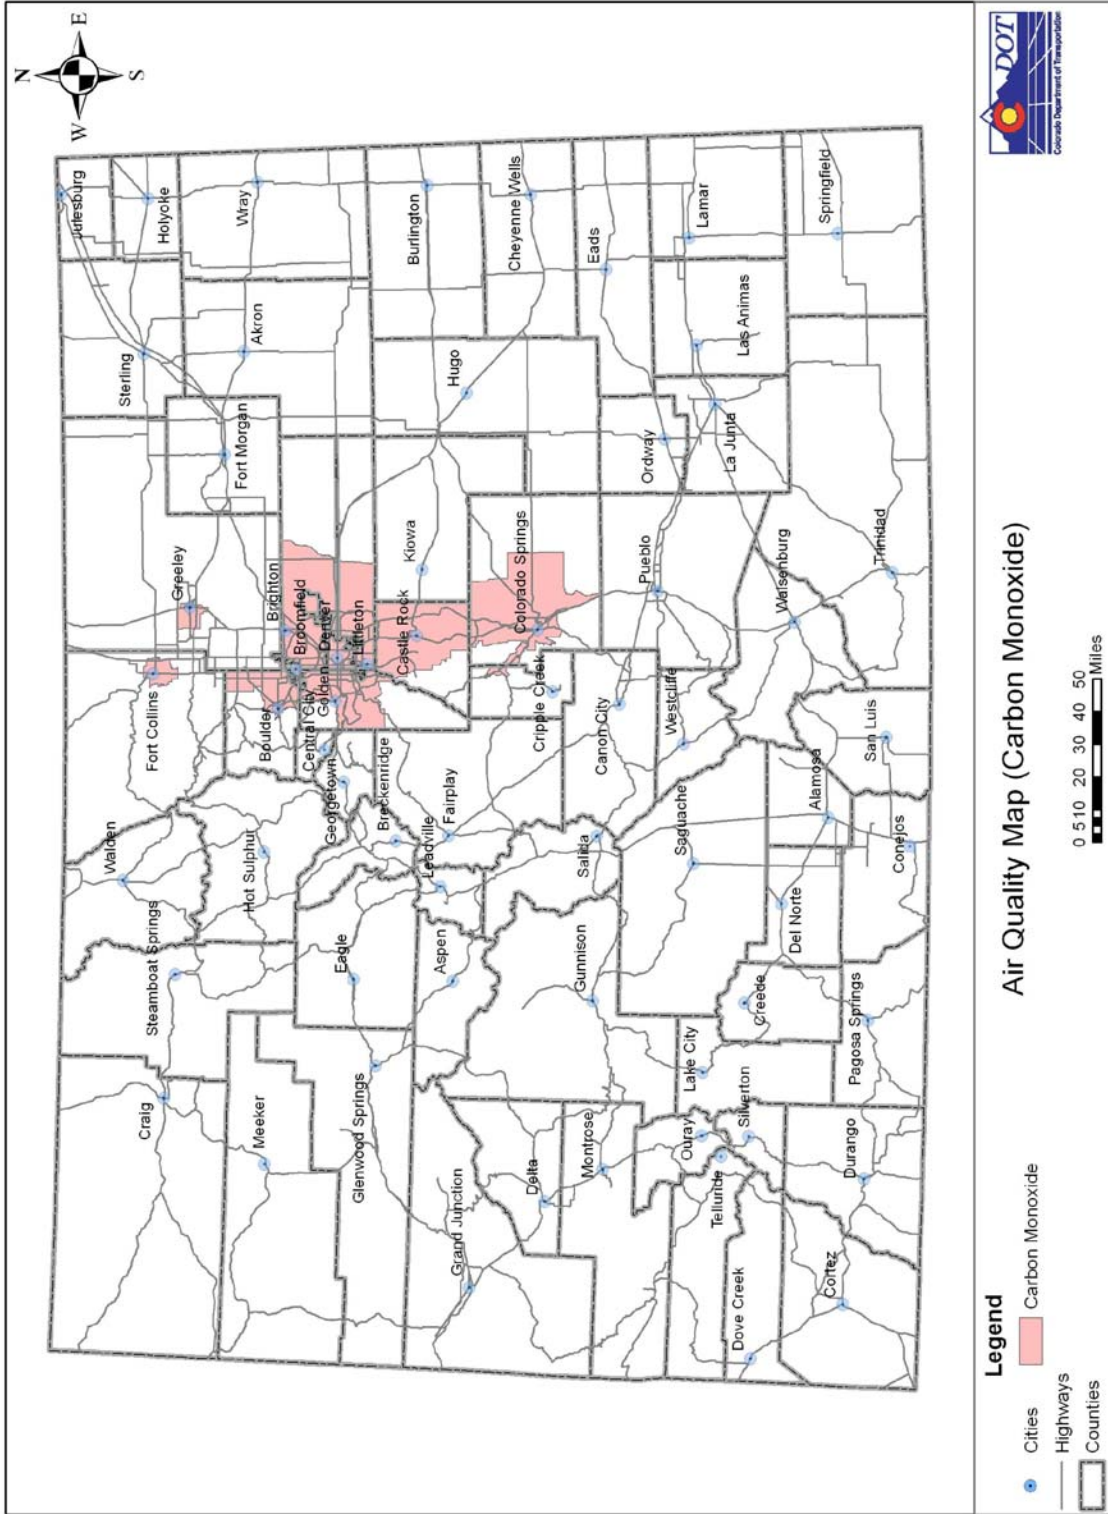 N
W
E
S
Julesburg
Holyoke
Wray
Burlington
Cheyenne Wells
Eads
Lamar
Springfield
Sterling
Akron
Hugo
Las Animas
Fort Morgan
Ordway
La Junta
Greeley
Brighton
Broomfield
Denver
Littleton
Kiowa
Castle Rock
Colorado Springs
Pueblo
Walsenburg
Trinidad
Fort Collins
Boulder
Central City
Golden
Georgetown
Breckenridge
Leadville
Fairplay
Cripple Creek
Canon City
Westcliffe
San Luis
Alamosa
Walden
Hot Sulphur
Salida
Saguache
Conejos
Steamboat Springs
Eagle
Aspen
Gunnison
Del Norte
Creede
Pagosa Springs
Craig
Meeker
Glenwood Springs
Lake City
Silverton
Grand Junction
Delta
Montrose
Ouray
Telluride
Durango
Dove Creek
Cortez
Legend
Cities
Carbon Monoxide
Highways
Counties
Air Quality Map (Carbon Monoxide)
0 5 10 20 30 40 50
Miles
DOT
Colorado Department of Transportation